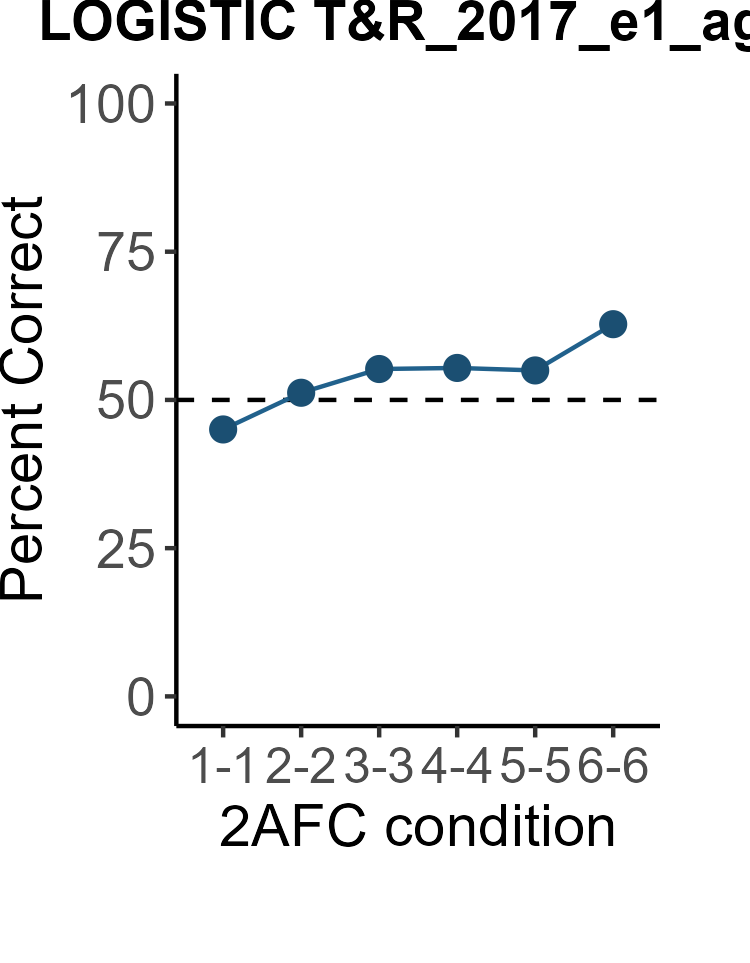 LOGISTIC T&R_2017_e1_ag
Percent Correct
100
75
50
25
0
1-1 2-2 3-3 4-4 5-5 6-6
2AFC condition